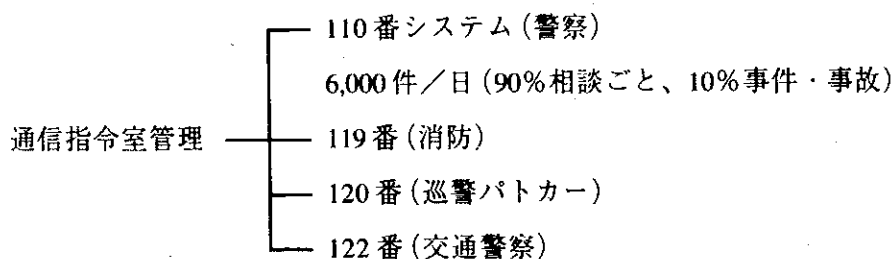 110番システム(警察)
6,000件／日(90%相談ごと、10%事件・事故)
通信指令室管理
119番(消防)
120番(巡警パトカー)
122番(交通警察)